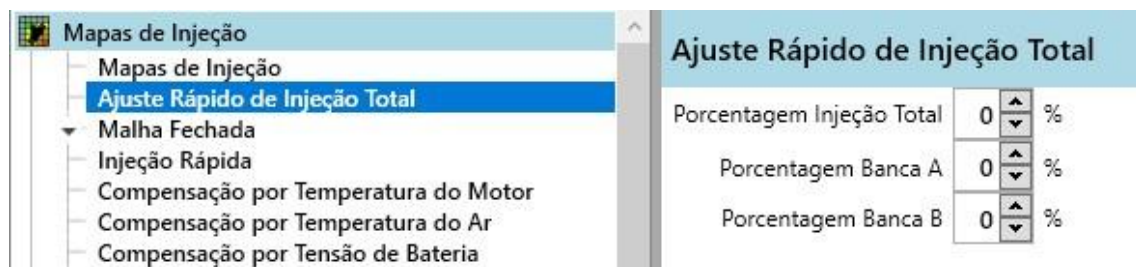 Mapas de Injeção
Mapas de Injeção
Ajuste Rápido de Injeção Total
Malha Fechada
Injeção Rápida
Compensação por Temperatura do Motor
Compensação por Temperatura do Ar
Compensação por Tensão de Bateria
Ajuste Rápido de Injeção Total
Porcentagem Injeção Total 0 %
Porcentagem Banca A 0 %
Porcentagem Banca B 0 %